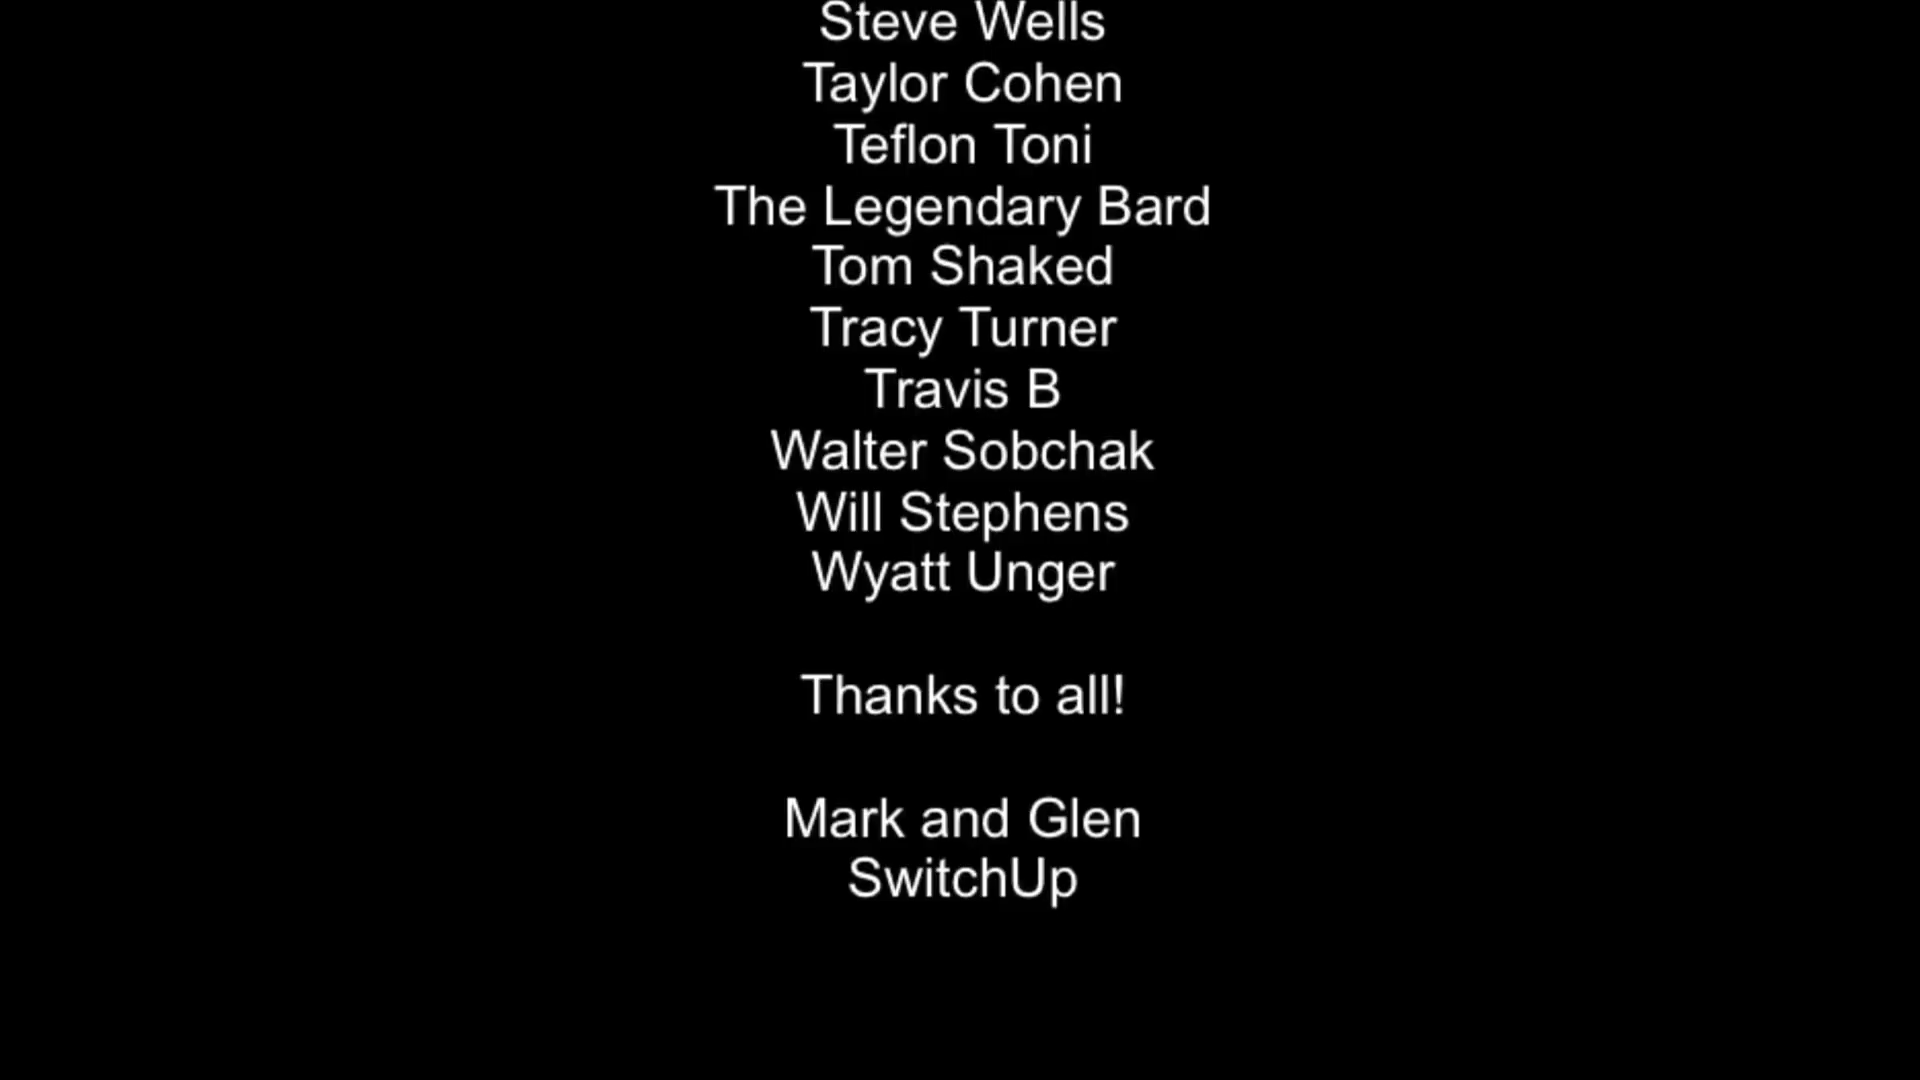 Steve Wells
Taylor Cohen
Teflon Toni
The Legendary Bard
Tom Shaked
Tracy Turner
Travis B
Walter Sobchak
Will Stephens
Wyatt Unger
Thanks to all!
Mark and Glen
SwitchUp